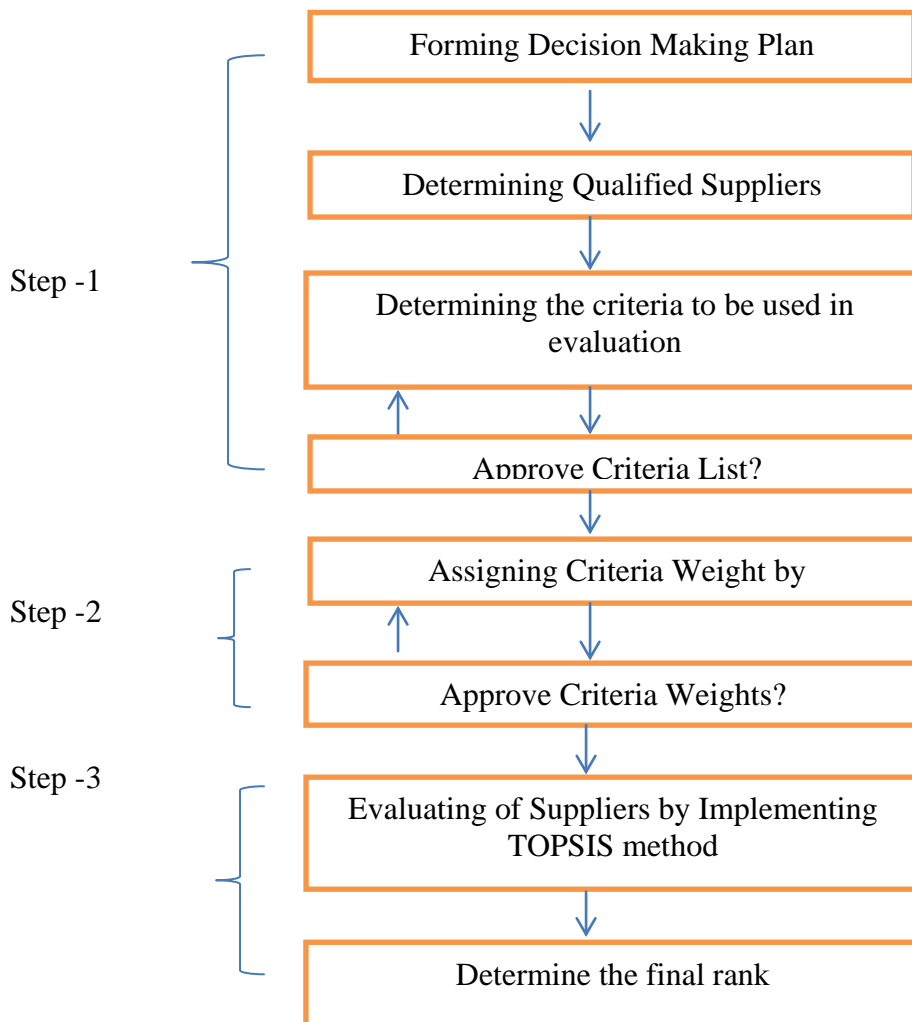 Forming Decision Making Plan
Determining Qualified Suppliers
Step -1
Determining the criteria to be used in
evaluation
Approve Criteria List?
Assigning Criteria Weight by
Step -2
Approve Criteria Weights?
Step -3
Evaluating of Suppliers by Implementing
TOPSIS method
Determine the final rank